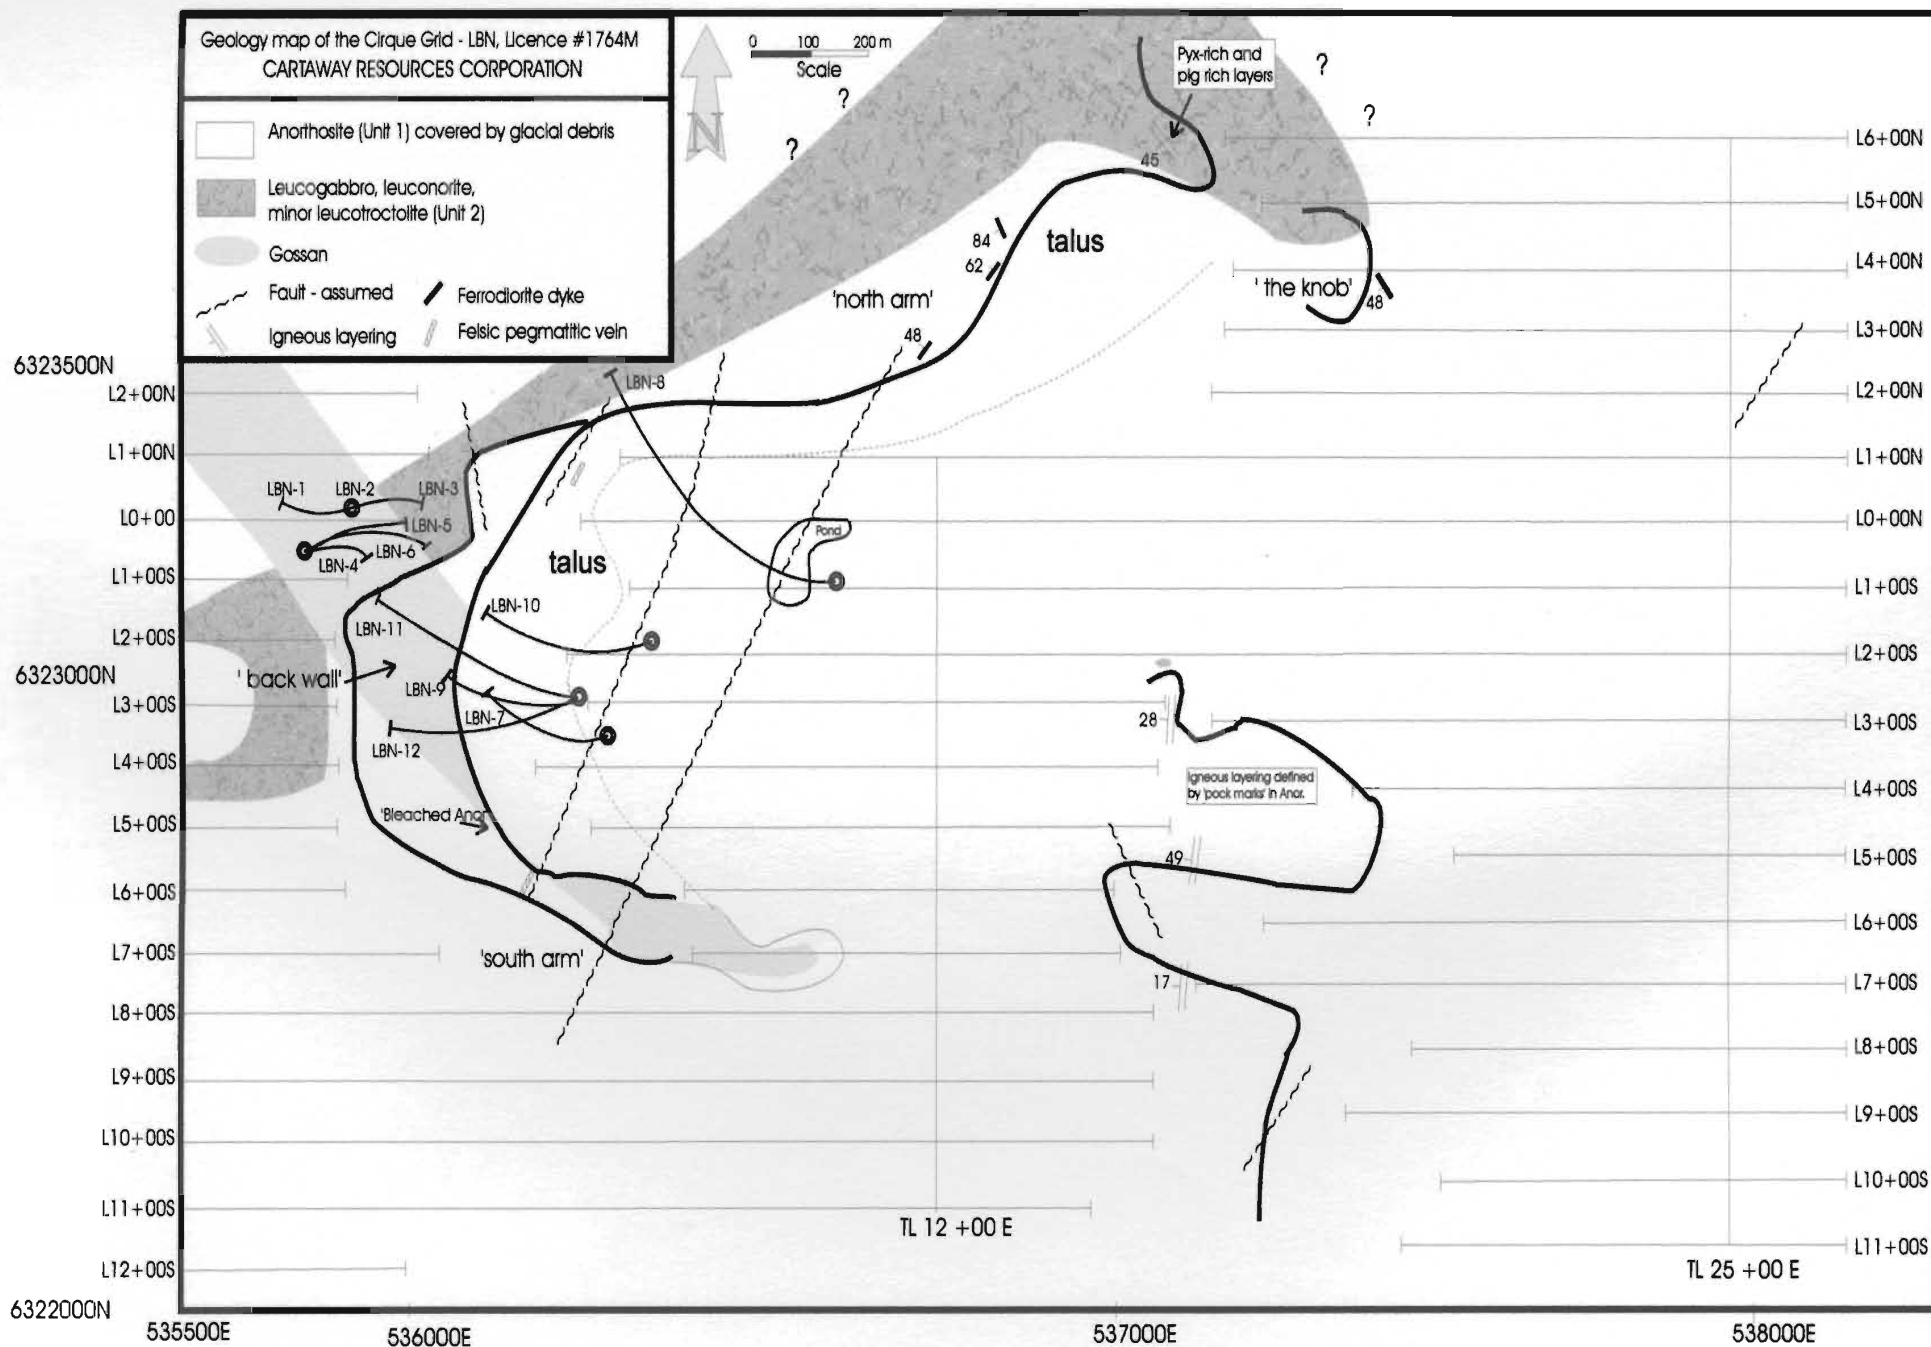 Geology map of the Cirque Grid - LBN, Licence #1764M
CARTAWAY RESOURCES CORPORATION
Anorthosite (Unit 1) covered by glacial debris
Leucogabbro, leuconorite,
minor leucotroctolite (Unit 2)
Gossan
Fault - assumed
Ferrodiorite dyke
Igneous layering
Felsic pegmatitic vein
N
0 100 200 m
Scale
?
?
?
?
Pyx-rich and
plg rich layers
45
84
62
talus
'north arm'
48
' the knob'
48
6323500N
L2+00N
L1+00N
L0+00
L1+00S
L2+00S
6323000N
L3+00S
L4+00S
L5+00S
L6+00S
L7+00S
L8+00S
L9+00S
L10+00S
L11+00S
L12+00S
6322000N
L6+00N
L5+00N
L4+00N
L3+00N
L2+00N
L1+00N
L0+00N
L1+00S
L2+00S
L3+00S
L4+00S
L5+00S
L6+00S
L7+00S
L8+00S
L9+00S
L10+00S
L11+00S
LBN-8
LBN-1
LBN-2
LBN-3
LBN-5
LBN-6
LBN-4
Pond
talus
LBN-10
LBN-11
' back wall'
LBN-9
LBN-7
LBN-12
'Bleached Anor.
'south arm'
28
Igneous layering defined
by 'pock marks' in Anor.
49
17
TL 12 +00 E
TL 25 +00 E
535500E
536000E
537000E
538000E